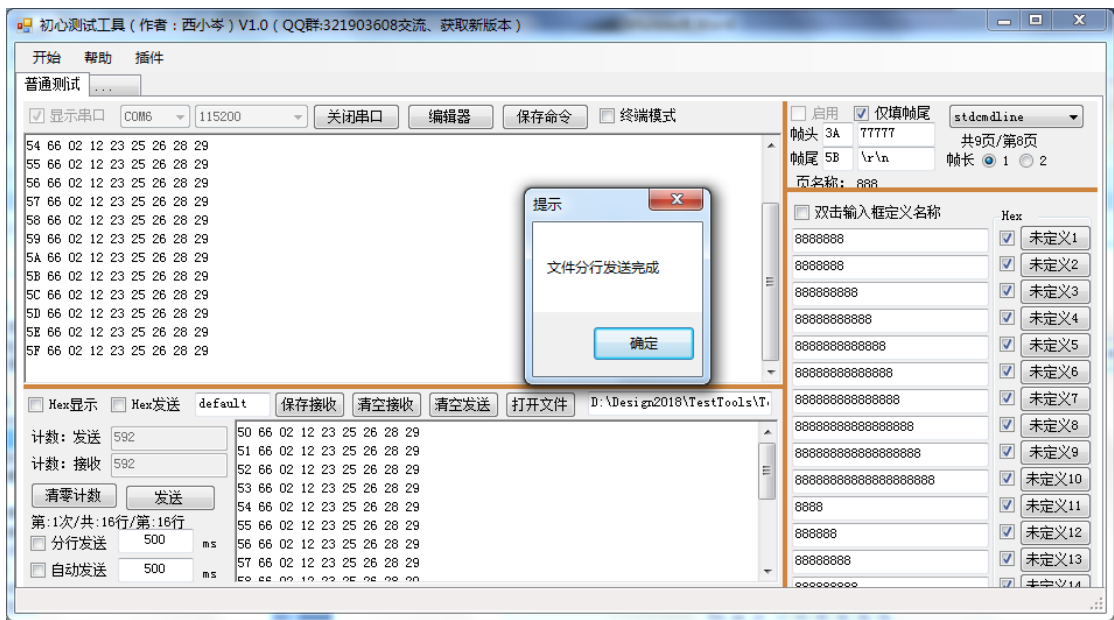 初心测试工具(作者:西小岑)V1.0(QQ群:321903608交流、获取新版本)
开始 帮助 插件
普通测试 ...
显示串口 COM6 115200 关闭串口 编辑器 保存命令 终端模式
54 66 02 12 23 25 26 28 29
55 66 02 12 23 25 26 28 29
56 66 02 12 23 25 26 28 29
57 66 02 12 23 25 26 28 29
58 66 02 12 23 25 26 28 29
59 66 02 12 23 25 26 28 29
5A 66 02 12 23 25 26 28 29
5B 66 02 12 23 25 26 28 29
5C 66 02 12 23 25 26 28 29
5D 66 02 12 23 25 26 28 29
5E 66 02 12 23 25 26 28 29
5F 66 02 12 23 25 26 28 29
提示
文件分行发送完成
确定
启用 仅填帧尾 stdcmdline
帧头 3A 77777 共9页/第8页
帧尾 5B \r\n 帧长 1 2
页名称: 888
双击输入框定义名称 Hex
8888888 未定义1
8888888 未定义2
888888888 未定义3
88888888888 未定义4
8888888888888 未定义5
88888888888888 未定义6
888888888888888 未定义7
88888888888888888 未定义8
888888888888888888 未定义9
88888888888888888888 未定义10
8888 未定义11
888888 未定义12
88888888 未定义13
888888888 未定义14
Hex显示 Hex发送 default 保存接收 清空接收 清空发送 打开文件 D:\Design2018\TestTools\T
计数: 发送 592
计数: 接收 592
清零计数 发送
第:1次/共:16行/第:16行
分行发送 500 ms
自动发送 500 ms
50 66 02 12 23 25 26 28 29
51 66 02 12 23 25 26 28 29
52 66 02 12 23 25 26 28 29
53 66 02 12 23 25 26 28 29
54 66 02 12 23 25 26 28 29
55 66 02 12 23 25 26 28 29
56 66 02 12 23 25 26 28 29
57 66 02 12 23 25 26 28 29
58 66 02 12 23 25 26 28 29